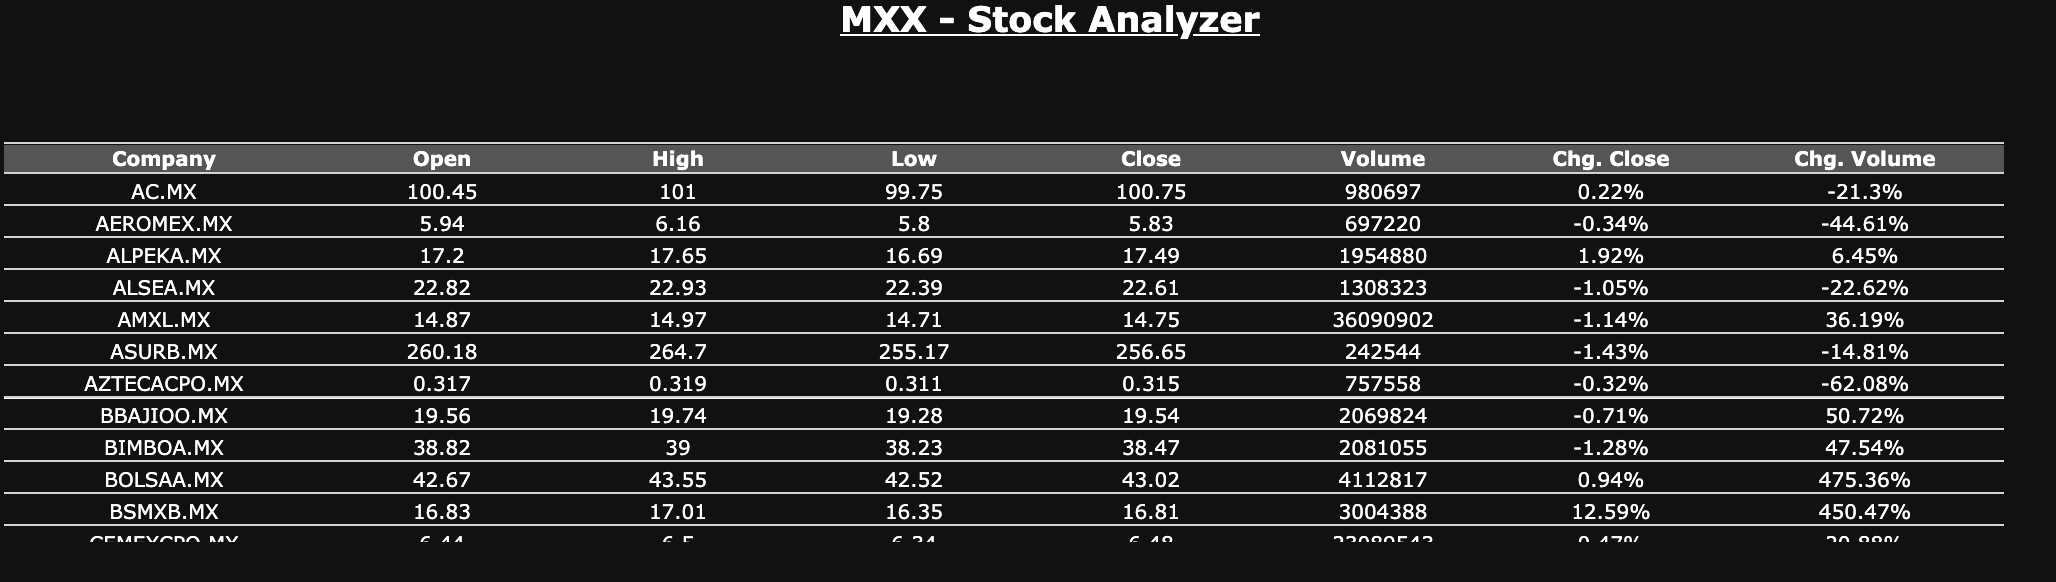 MXX - Stock Analyzer
Company Open High Low Close Volume Chg. Close Chg. Volume
AC.MX 100.45 101 99.75 100.75 980697 0.22% -21.3%
AEROMEX.MX 5.94 6.16 5.8 5.83 697220 -0.34% -44.61%
ALPEKA.MX 17.2 17.65 16.69 17.49 1954880 1.92% 6.45%
ALSEA.MX 22.82 22.93 22.39 22.61 1308323 -1.05% -22.62%
AMXL.MX 14.87 14.97 14.71 14.75 36090902 -1.14% 36.19%
ASURB.MX 260.18 264.7 255.17 256.65 242544 -1.43% -14.81%
AZTECACPO.MX 0.317 0.319 0.311 0.315 757558 -0.32% -62.08%
BBAJIOO.MX 19.56 19.74 19.28 19.54 2069824 -0.71% 50.72%
BIMBOA.MX 38.82 39 38.23 38.47 2081055 -1.28% 47.54%
BOLSAA.MX 42.67 43.55 42.52 43.02 4112817 0.94% 475.36%
BSMXB.MX 16.83 17.01 16.35 16.81 3004388 12.59% 450.47%